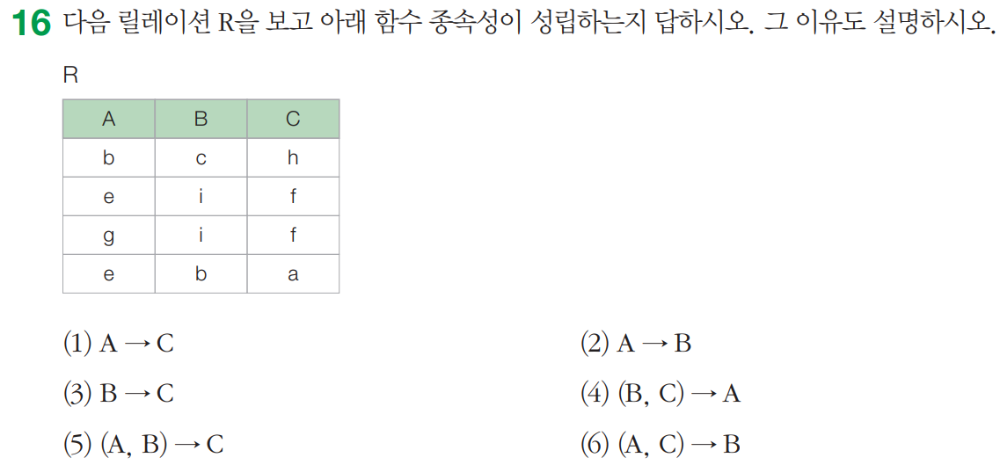 16 다음 릴레이션 R을 보고 아래 함수 종속성이 성립하는지 답하시오. 그 이유도 설명하시오.
R
A B C
b c h
e i f
g i f
e b a
(1) A → C (2) A → B
(3) B → C (4) (B, C) → A
(5) (A, B) → C (6) (A, C) → B